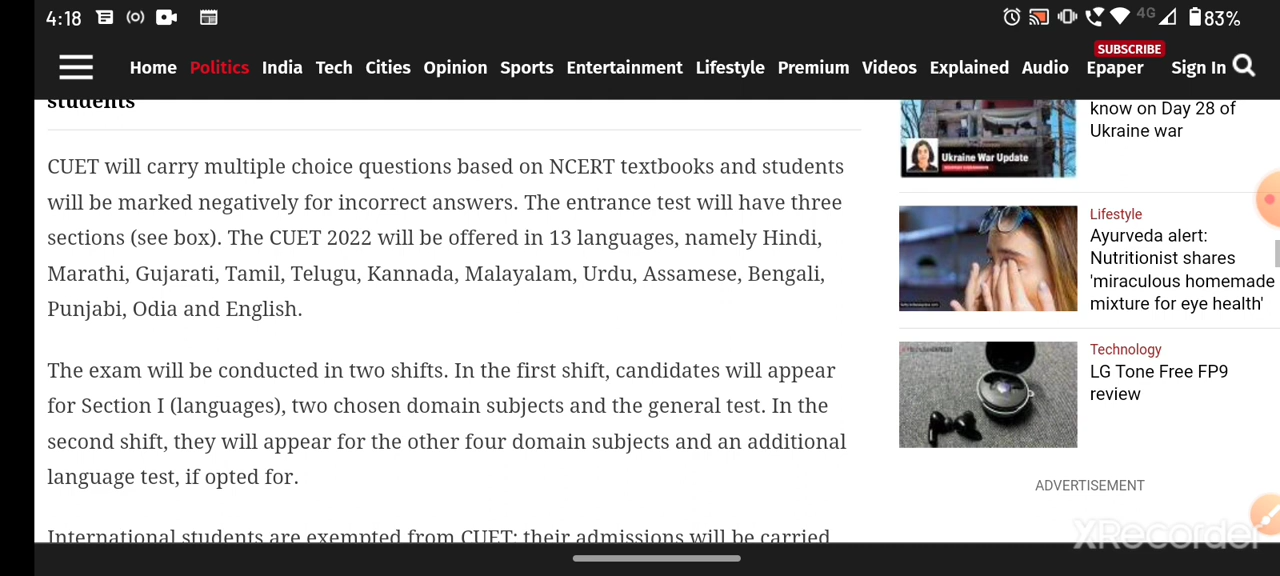 4:18
4G
83%
SUBSCRIBE
Home Politics India Tech Cities Opinion Sports Entertainment Lifestyle Premium Videos Explained Audio Epaper Sign In
students
CUET will carry multiple choice questions based on NCERT textbooks and students
will be marked negatively for incorrect answers. The entrance test will have three
sections (see box). The CUET 2022 will be offered in 13 languages, namely Hindi,
Marathi, Gujarati, Tamil, Telugu, Kannada, Malayalam, Urdu, Assamese, Bengali,
Punjabi, Odia and English.
The exam will be conducted in two shifts. In the first shift, candidates will appear
for Section I (languages), two chosen domain subjects and the general test. In the
second shift, they will appear for the other four domain subjects and an additional
language test, if opted for.
International students are exempted from CUET; their admissions will be carried
know on Day 28 of
Ukraine war
Ukraine War Update
Lifestyle
Ayurveda alert:
Nutritionist shares
'miraculous homemade
mixture for eye health'
Technology
LG Tone Free FP9
review
ADVERTISEMENT
XRecorder